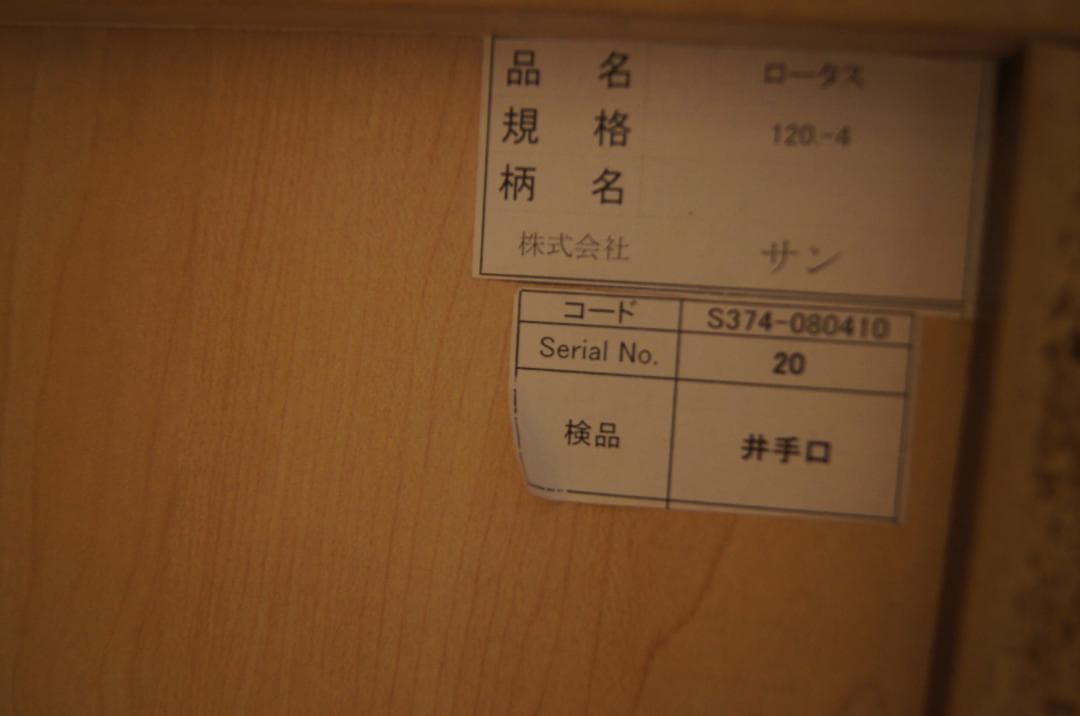 品 名 ロータス
規 格 120.-4
柄 名
株式会社 サン
コード S374-080410
Serial No. 20
検品 井手口